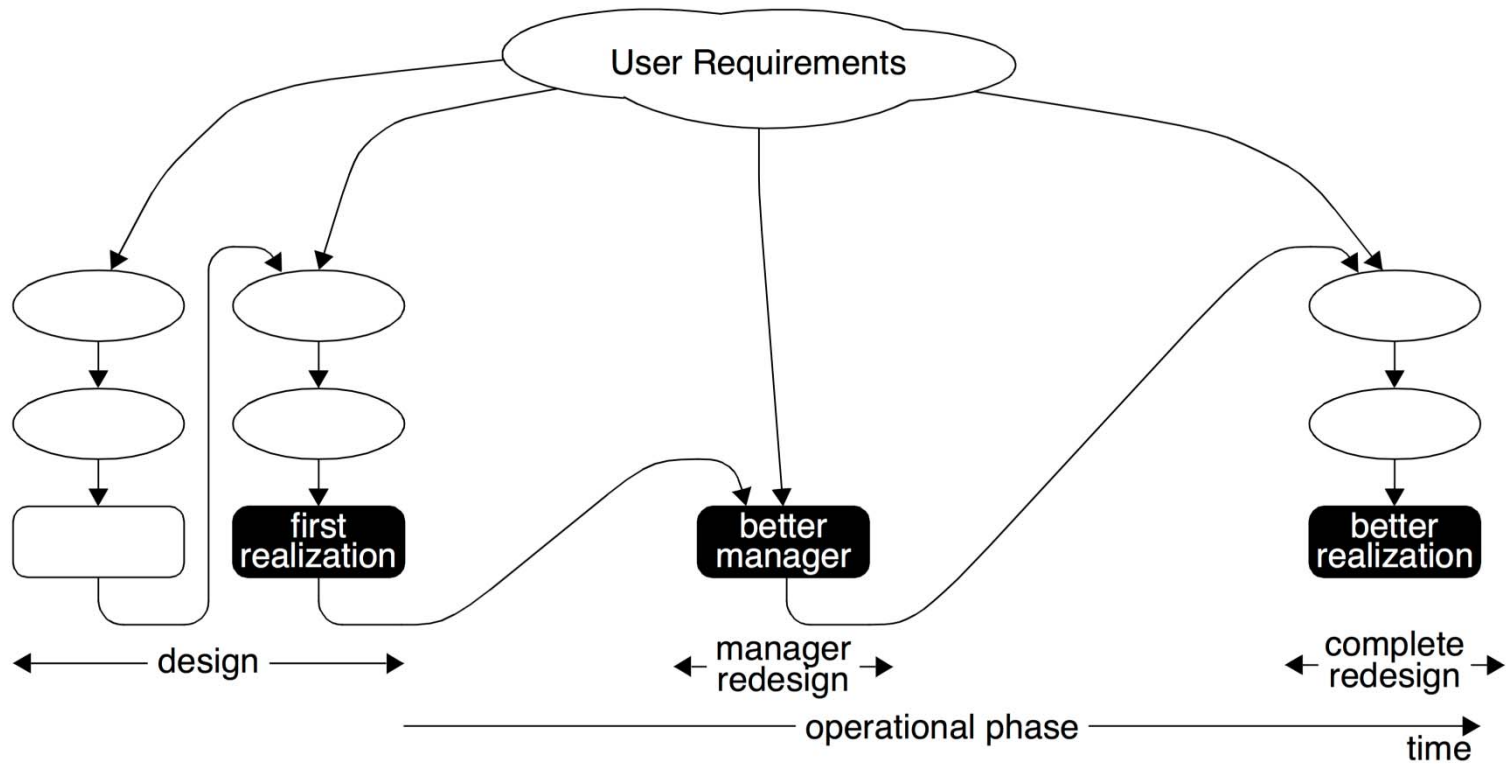 User Requirements
first
realization
better
manager
better
realization
design
manager
redesign
complete
redesign
operational phase
time